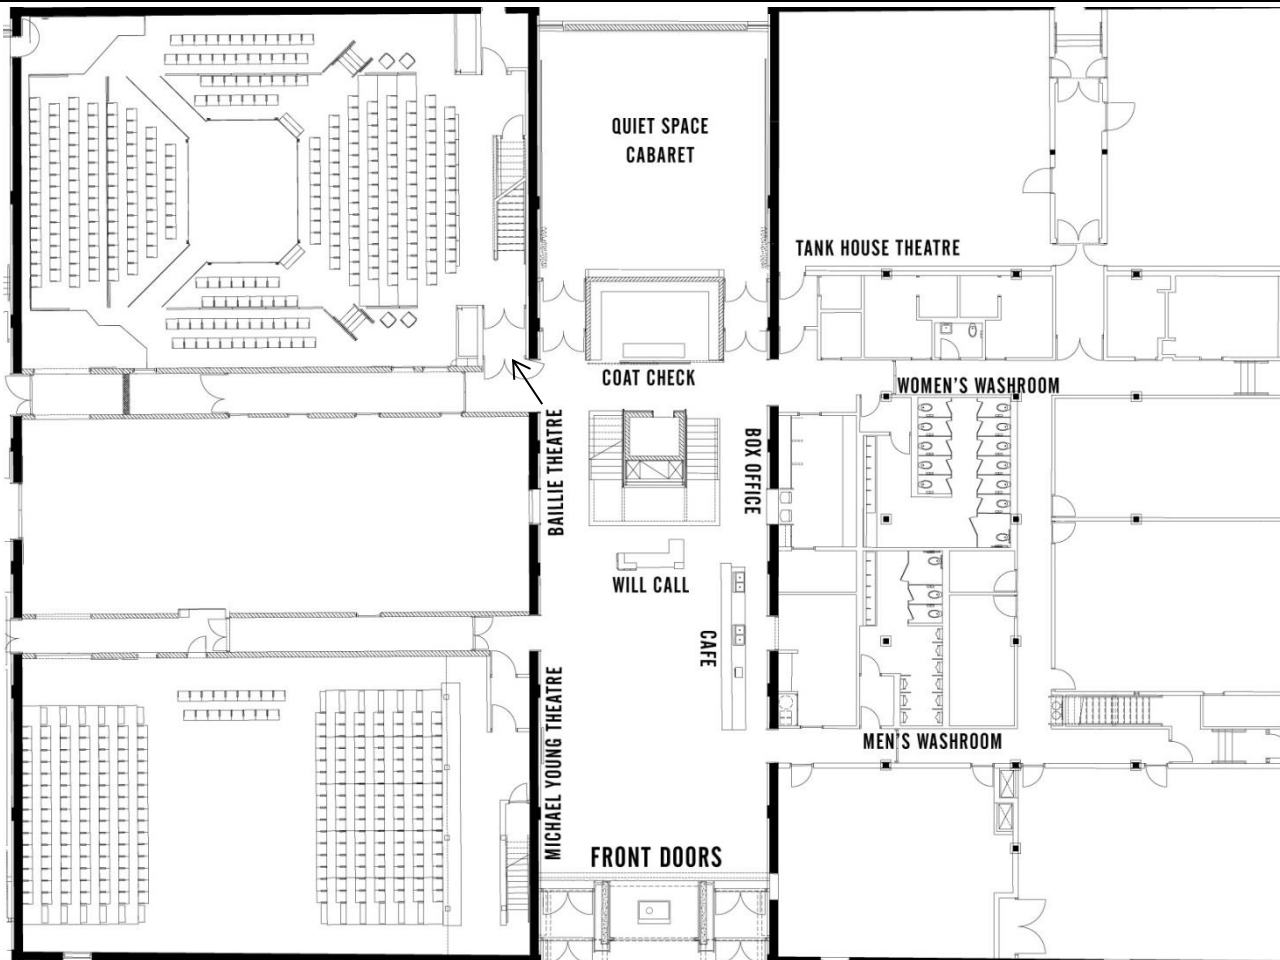 QUIET SPACE
CABARET
TANK HOUSE THEATRE
COAT CHECK
WOMEN'S WASHROOM
BAILLIE THEATRE
BOX OFFICE
WILL CALL
CAFE
MICHAEL YOUNG THEATRE
MEN'S WASHROOM
FRONT DOORS